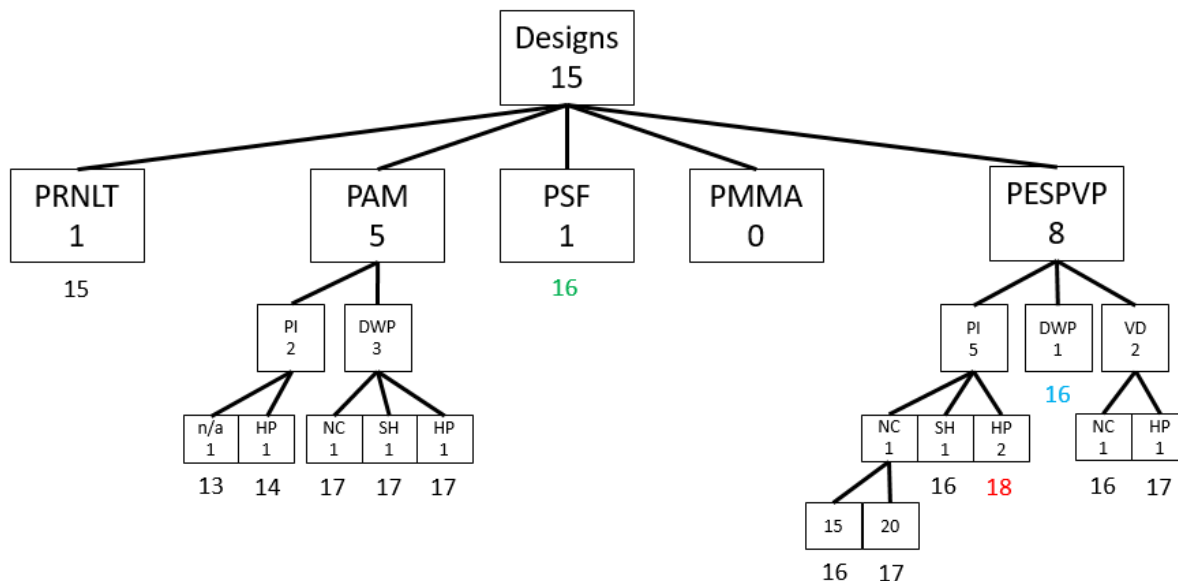 Designs
15
PRNLT
1
PAM
5
PSF
1
PMMA
0
PESPVP
8
15
16
PI
2
DWP
3
PI
5
DWP
1
VD
2
16
n/a
1
HP
1
NC
1
SH
1
HP
1
NC
1
SH
1
HP
2
NC
1
HP
1
13
14
17
17
17
16
18
16
17
15
20
16
17